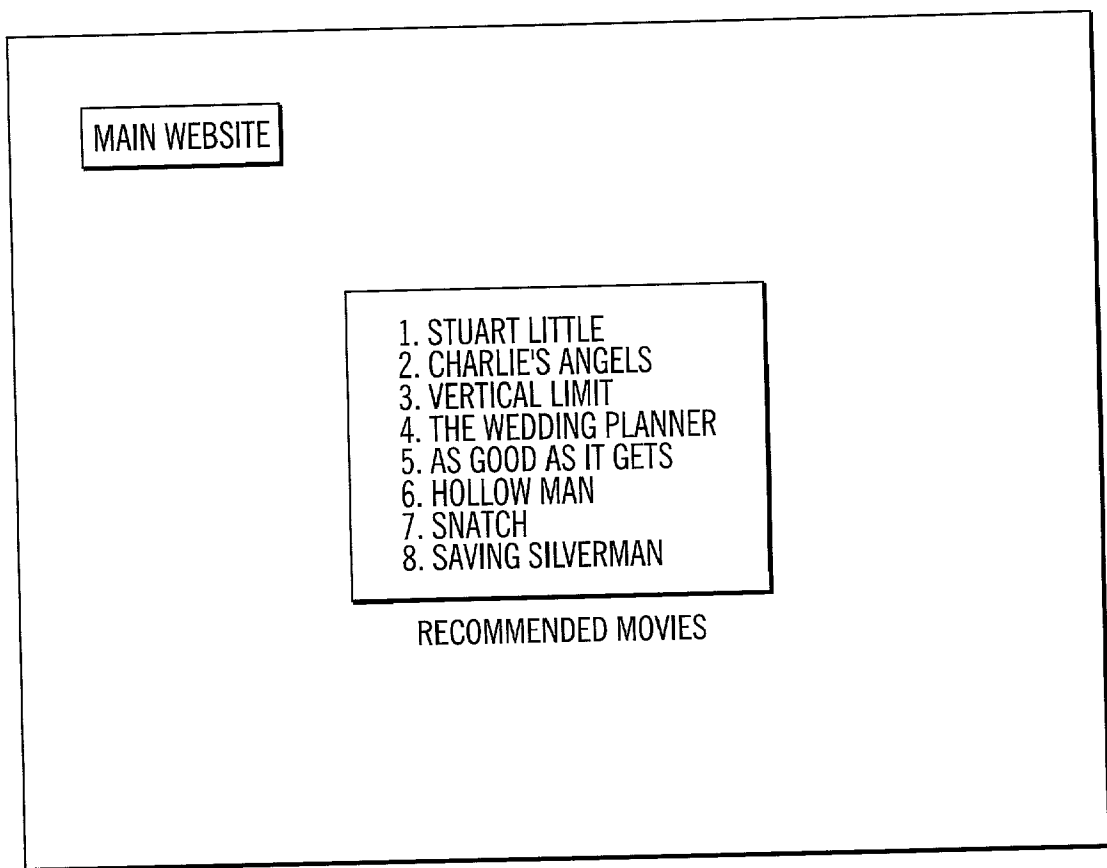 MAIN WEBSITE
1. STUART LITTLE
2. CHARLIE'S ANGELS
3. VERTICAL LIMIT
4. THE WEDDING PLANNER
5. AS GOOD AS IT GETS
6. HOLLOW MAN
7. SNATCH
8. SAVING SILVERMAN
RECOMMENDED MOVIES